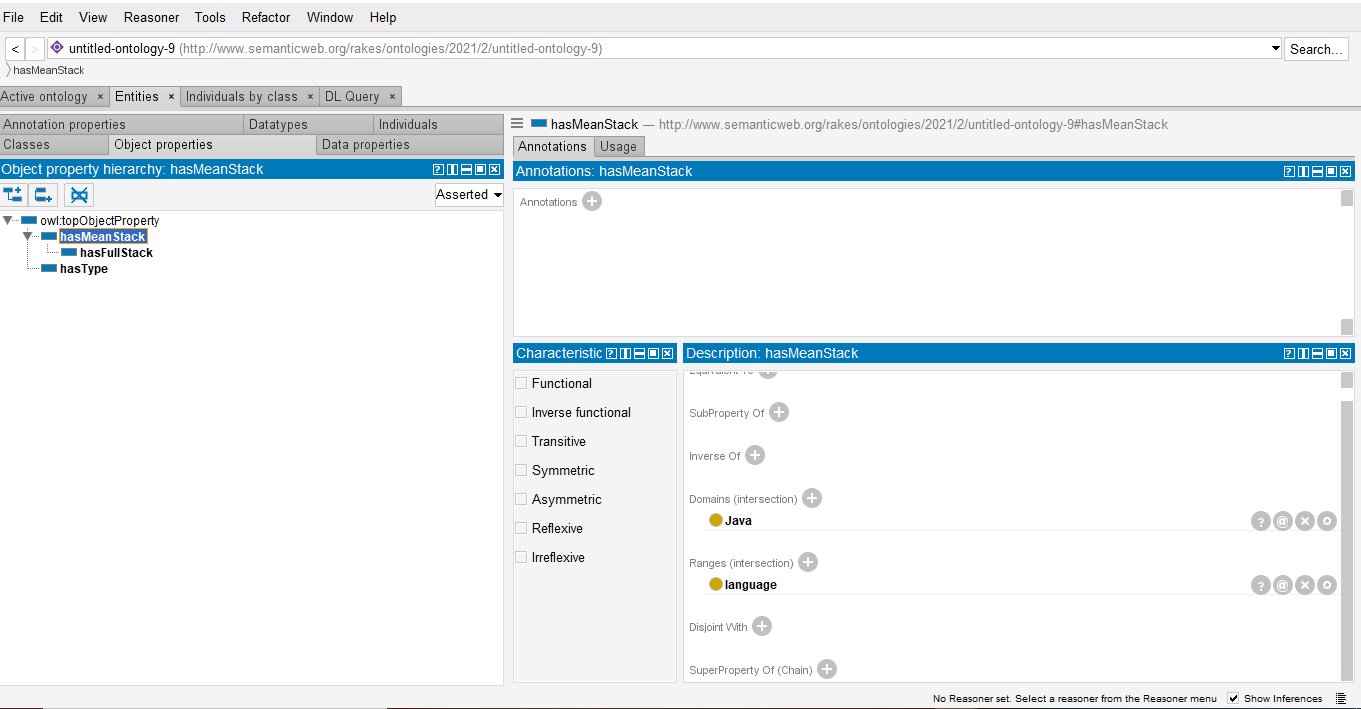 File Edit View Reasoner Tools Refactor Window Help
< > untitled-ontology-9 (http://www.semanticweb.org/rakes/ontologies/2021/2/untitled-ontology-9) Search...
hasMeanStack
Active ontology × Entities × Individuals by class × DL Query ×
Annotation properties Datatypes Individuals
Classes Object properties Data properties
Object property hierarchy: hasMeanStack
Asserted
owl:topObjectProperty
hasMeanStack
hasFullStack
hasType
hasMeanStack — http://www.semanticweb.org/rakes/ontologies/2021/2/untitled-ontology-9#hasMeanStack
Annotations Usage
Annotations: hasMeanStack
Annotations
Characteristic
Functional
Inverse functional
Transitive
Symmetric
Asymmetric
Reflexive
Irreflexive
Description: hasMeanStack
Equivalent To
SubProperty Of
Inverse Of
Domains (intersection)
Java
Ranges (intersection)
language
Disjoint With
SuperProperty Of (Chain)
No Reasoner set. Select a reasoner from the Reasoner menu Show Inferences